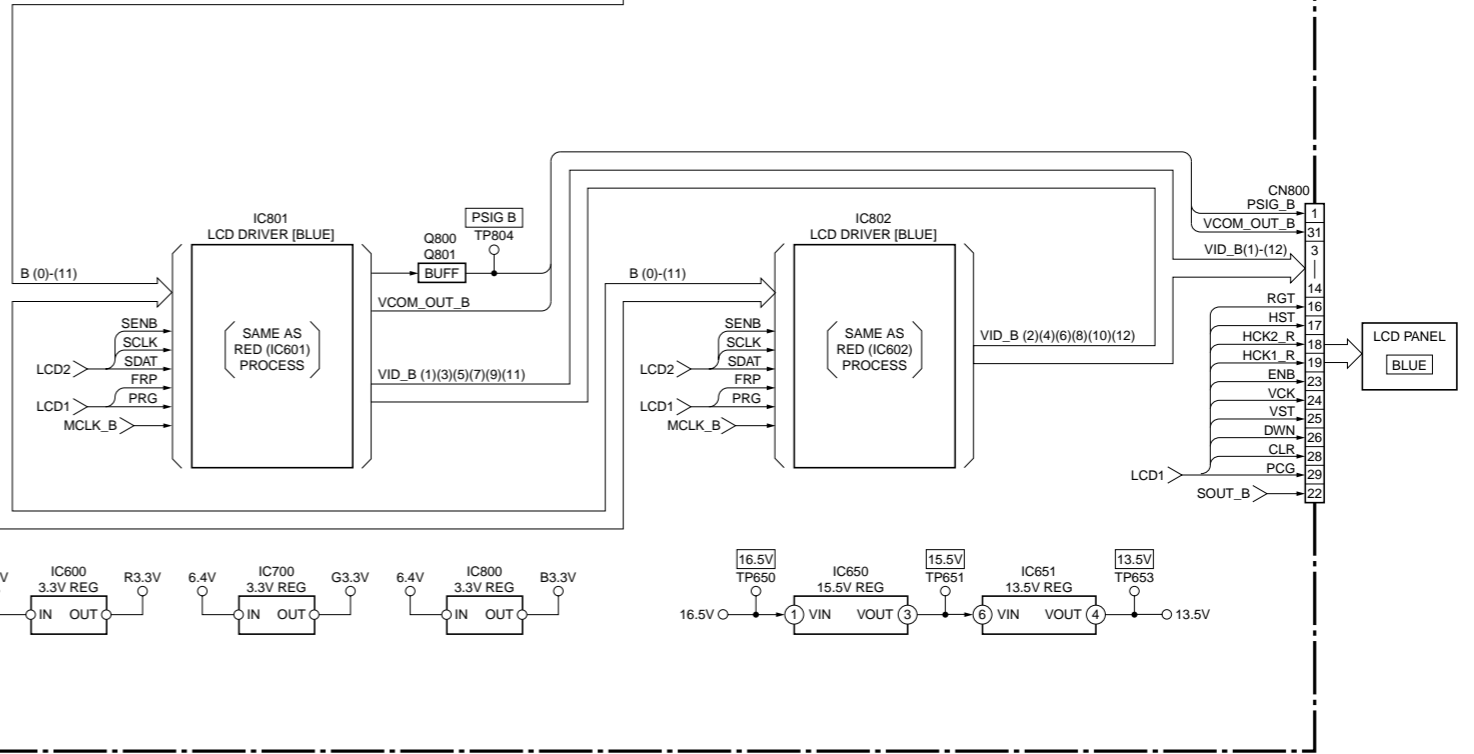 IC801
LCD DRIVER [BLUE]
B (0)-(11)
SENB
SCLK
SDAT
FRP
PRG
LCD2
LCD1
MCLK_B
SAME AS
RED (IC601)
PROCESS
Q800
Q801
BUFF
PSIG B
TP804
VCOM_OUT_B
VID_B (1)(3)(5)(7)(9)(11)
IC802
LCD DRIVER [BLUE]
B (0)-(11)
SENB
SCLK
SDAT
FRP
PRG
LCD2
LCD1
MCLK_B
SAME AS
RED (IC602)
PROCESS
VID_B (2)(4)(6)(8)(10)(12)
CN800
PSIG_B 1
VCOM_OUT_B 31
VID_B(1)-(12) 3
14
RGT 16
HST 17
HCK2_R 18
HCK1_R 19
ENB 23
VCK 24
VST 25
DWN 26
CLR 28
PCG 29
LCD1
SOUT_B 22
LCD PANEL
BLUE
V
IC600
3.3V REG
IN OUT
R3.3V
6.4V
IC700
3.3V REG
IN OUT
G3.3V
6.4V
IC800
3.3V REG
IN OUT
B3.3V
16.5V
TP650
16.5V
IC650
15.5V REG
1 VIN VOUT 3
15.5V
TP651
IC651
13.5V REG
6 VIN VOUT 4
13.5V
TP653
13.5V